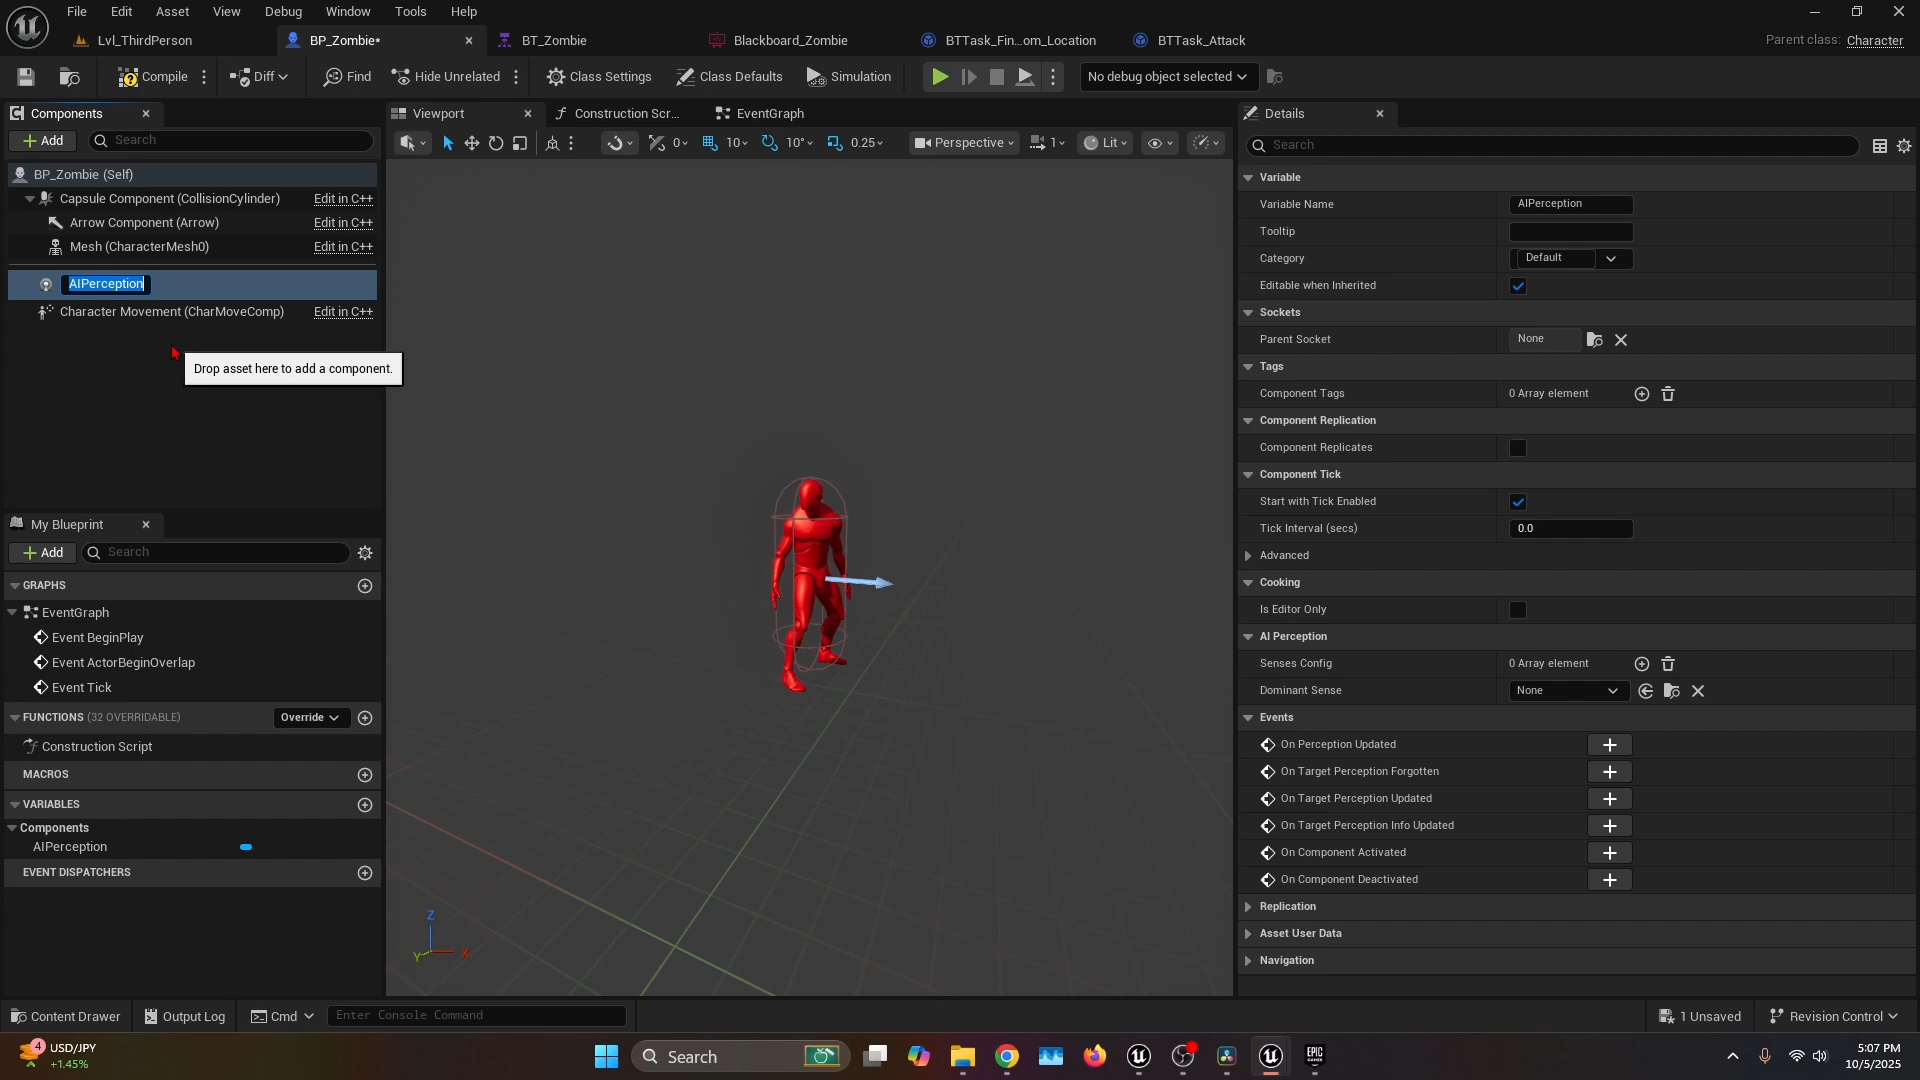 File Edit Asset View Debug Window Tools Help
Lvl_ThirdPerson BP_Zombie* BT_Zombie Blackboard_Zombie BTTask_Fin...om_Location BTTask_Attack Parent class: Character
Compile Diff Find Hide Unrelated Class Settings Class Defaults Simulation No debug object selected
Components
Add Search
BP_Zombie (Self)
Capsule Component (CollisionCylinder) Edit in C++
Arrow Component (Arrow) Edit in C++
Mesh (CharacterMesh0) Edit in C++
AIPerception
Character Movement (CharMoveComp) Edit in C++
Drop asset here to add a component.
My Blueprint
Add Search
GRAPHS
EventGraph
Event BeginPlay
Event ActorBeginOverlap
Event Tick
FUNCTIONS (32 OVERRIDABLE) Override
Construction Script
MACROS
VARIABLES
Components
AIPerception
EVENT DISPATCHERS
Viewport Construction Scr... EventGraph
0 10 10° 0.25 Perspective 1 Lit
Z
Y X
Details
Search
Variable
Variable Name AIPerception
Tooltip
Category Default
Editable when Inherited
Sockets
Parent Socket None
Tags
Component Tags 0 Array element
Component Replication
Component Replicates
Component Tick
Start with Tick Enabled
Tick Interval (secs) 0.0
Advanced
Cooking
Is Editor Only
AI Perception
Senses Config 0 Array element
Dominant Sense None
Events
On Perception Updated
On Target Perception Forgotten
On Target Perception Updated
On Target Perception Info Updated
On Component Activated
On Component Deactivated
Replication
Asset User Data
Navigation
Content Drawer Output Log Cmd Enter Console Command 1 Unsaved Revision Control
4 USD/JPY
+1.45%
Search
EPIC GAMES
5:07 PM
10/5/2025